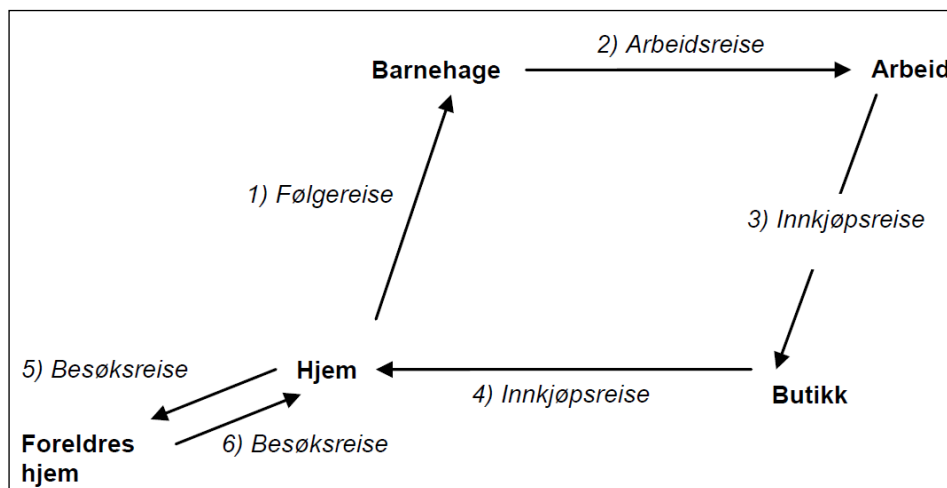 2) Arbeidsreise
Barnehage
Arbeid
1) Følgereise
3) Innkjøpsreise
5) Besøksreise
Hjem
4) Innkjøpsreise
Butikk
6) Besøksreise
Foreldres
hjem